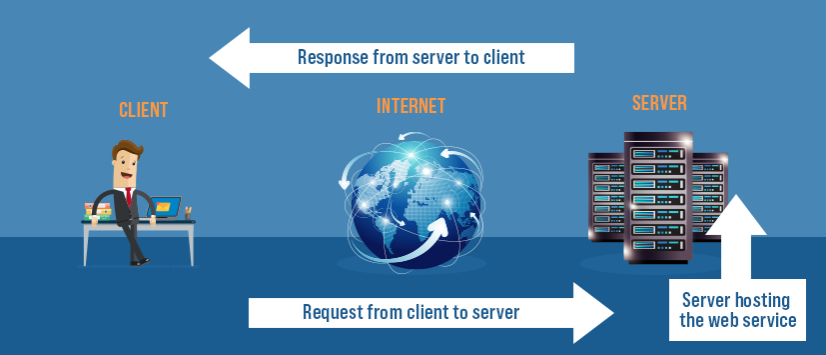 Response from server to client
CLIENT
INTERNET
SERVER
Request from client to server
Server hosting
the web service